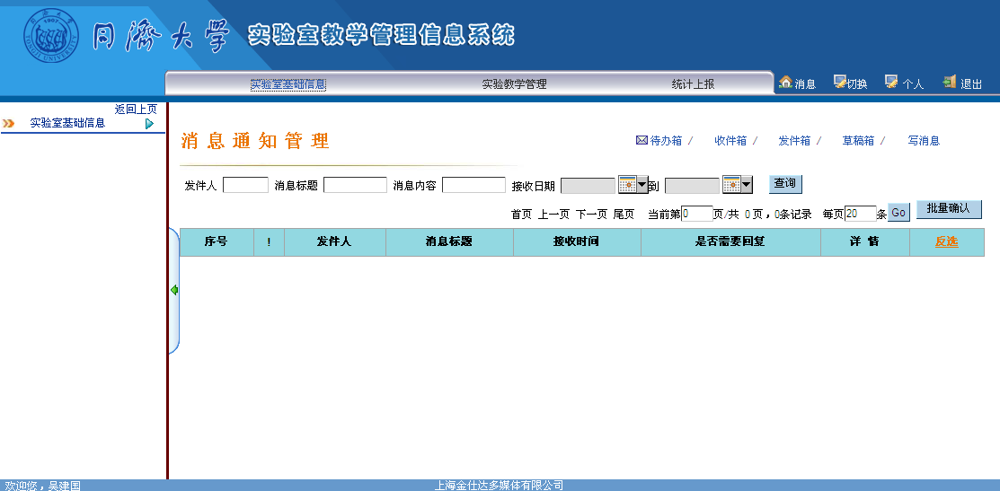 同濟大學 实验室教学管理信息系统
实验室基础信息 实验教学管理 统计上报 消息 切换 个人 退出
返回上页
实验室基础信息
消息通知管理 待办箱 / 收件箱 / 发件箱 / 草稿箱 / 写消息
发件人 消息标题 消息内容 接收日期 到 查询
首页 上一页 下一页 尾页 当前第0页/共 0 页，0条记录 每页20条 Go 批量确认
序号 ! 发件人 消息标题 接收时间 是否需要回复 详 情 反选
欢迎您，吴建国 上海金仕达多媒体有限公司